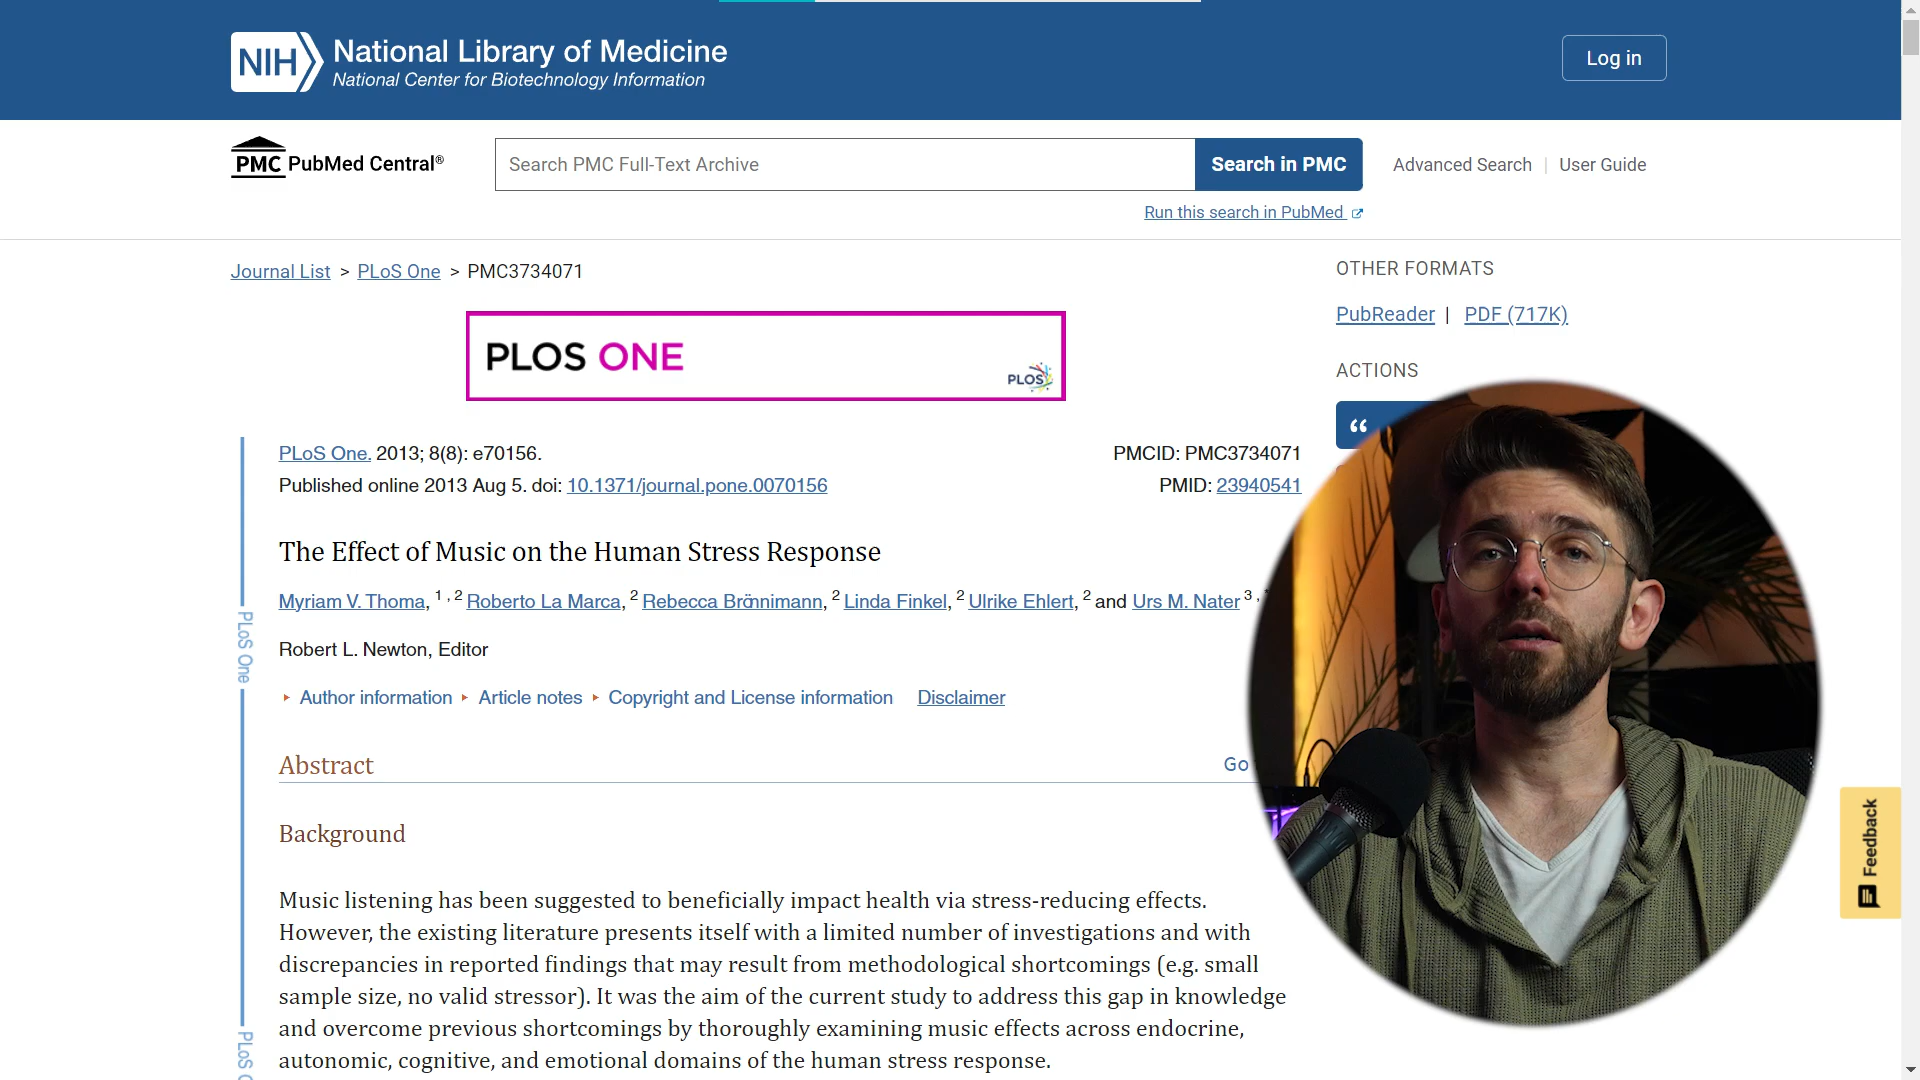 NIH National Library of Medicine
National Center for Biotechnology Information
Log in
PMC PubMed Central®
Search PMC Full-Text Archive
Search in PMC
Advanced Search | User Guide
Run this search in PubMed
Journal List > PLoS One > PMC3734071
OTHER FORMATS
PubReader | PDF (717K)
PLOS ONE
PLOS
ACTIONS
“
PLoS One. 2013; 8(8): e70156.
PMCID: PMC3734071
Published online 2013 Aug 5. doi: 10.1371/journal.pone.0070156
PMID: 23940541
The Effect of Music on the Human Stress Response
Myriam V. Thoma, 1 , 2 Roberto La Marca, 2 Rebecca Brönnimann, 2 Linda Finkel, 2 Ulrike Ehlert, 2 and Urs M. Nater 3 ,
Robert L. Newton, Editor
Author information Article notes Copyright and License information Disclaimer
PLoS One
Abstract
Go
Background
Feedback
Music listening has been suggested to beneficially impact health via stress-reducing effects.
However, the existing literature presents itself with a limited number of investigations and with
discrepancies in reported findings that may result from methodological shortcomings (e.g. small
sample size, no valid stressor). It was the aim of the current study to address this gap in knowledge
and overcome previous shortcomings by thoroughly examining music effects across endocrine,
autonomic, cognitive, and emotional domains of the human stress response.
PLoS